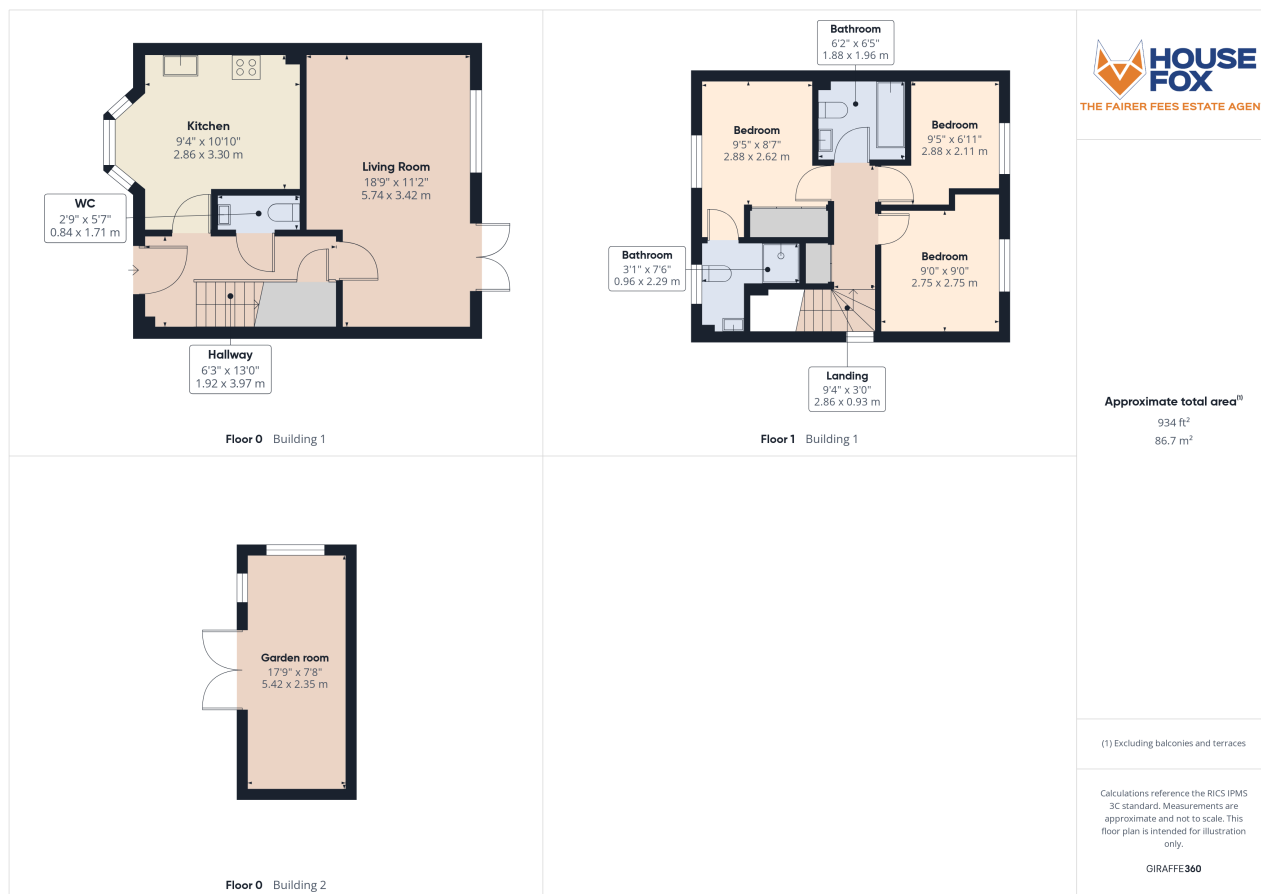 Kitchen
9'4" x 10'10"
2.86 x 3.30 m
Living Room
18'9" x 11'2"
5.74 x 3.42 m
WC
2'9" x 5'7"
0.84 x 1.71 m
Hallway
6'3" x 13'0"
1.92 x 3.97 m
Floor 0 Building 1
Bathroom
6'2" x 6'5"
1.88 x 1.96 m
Bedroom
9'5" x 8'7"
2.88 x 2.62 m
Bedroom
9'5" x 6'11"
2.88 x 2.11 m
Bathroom
3'1" x 7'6"
0.96 x 2.29 m
Bedroom
9'0" x 9'0"
2.75 x 2.75 m
Landing
9'4" x 3'0"
2.86 x 0.93 m
Floor 1 Building 1
Garden room
17'9" x 7'8"
5.42 x 2.35 m
Floor 0 Building 2
HOUSE
FOX
THE FAIRER FEES ESTATE AGEN
Approximate total area(1)
934 ft²
86.7 m²
(1) Excluding balconies and terraces
Calculations reference the RICS IPMS
3C standard. Measurements are
approximate and not to scale. This
floor plan is intended for illustration
only.
GIRAFFE360